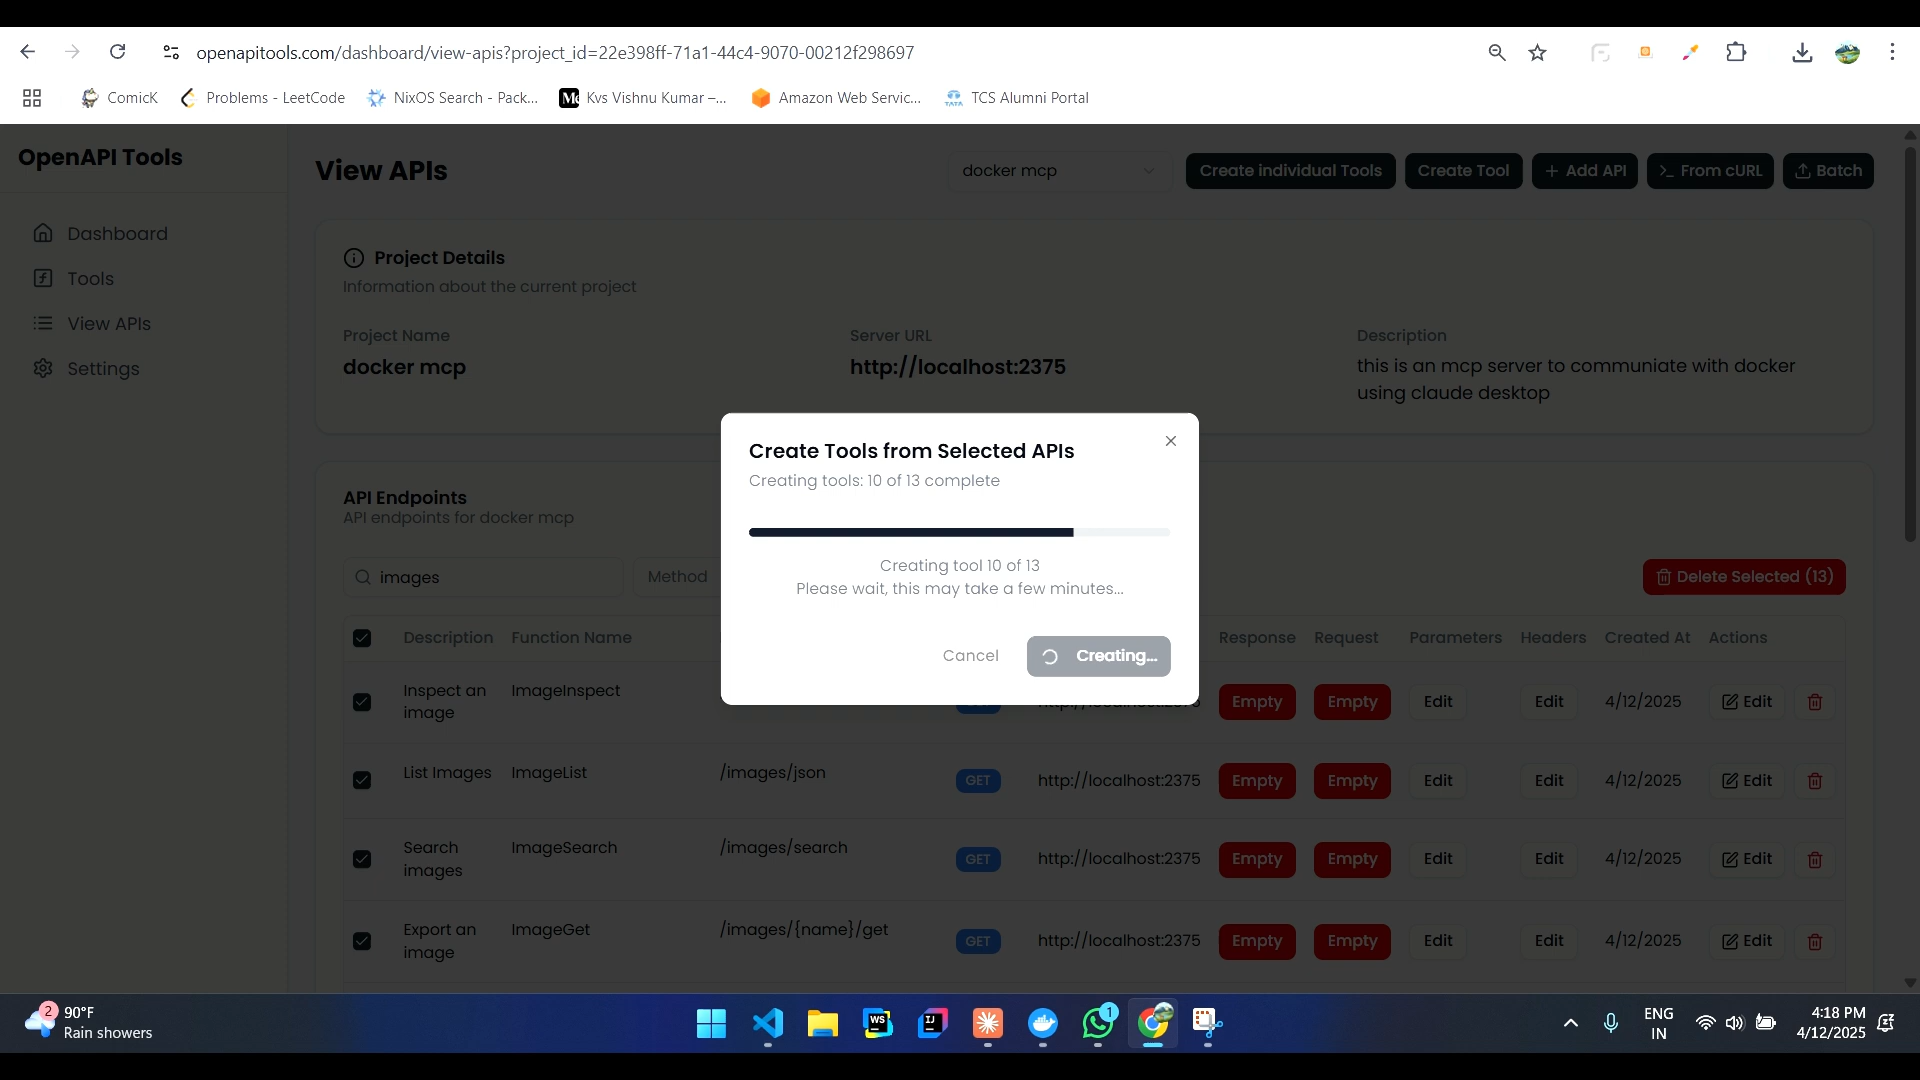 openapitools.com/dashboard/view-apis?project_id=22e398ff-71a1-44c4-9070-00212f298697
ComicK
Problems - LeetCode
NixOS Search - Pack...
Kvs Vishnu Kumar –...
Amazon Web Servic...
TCS Alumni Portal
OpenAPI Tools
Dashboard
Tools
View APIs
Settings
View APIs
docker mcp
Create individual Tools
Create Tool
+ Add API
>_ From cURL
Batch
Project Details
Information about the current project
Project Name
docker mcp
Server URL
http://localhost:2375
Description
this is an mcp server to communiate with docker
using claude desktop
API Endpoints
API endpoints for docker mcp
images
Method
Delete Selected (13)
Create Tools from Selected APIs
Creating tools: 10 of 13 complete
Creating tool 10 of 13
Please wait, this may take a few minutes...
Cancel
Creating...
Description Function Name Response Request Parameters Headers Created At Actions
Inspect an
image
ImageInspect Empty Empty Edit Edit 4/12/2025 Edit
List Images ImageList /images/json GET http://localhost:2375 Empty Empty Edit Edit 4/12/2025 Edit
Search
images
ImageSearch /images/search GET http://localhost:2375 Empty Empty Edit Edit 4/12/2025 Edit
Export an
image
ImageGet /images/{name}/get GET http://localhost:2375 Empty Empty Edit Edit 4/12/2025 Edit
2
90°F
Rain showers
WS
IJ
1
ENG
IN
4:18 PM
4/12/2025